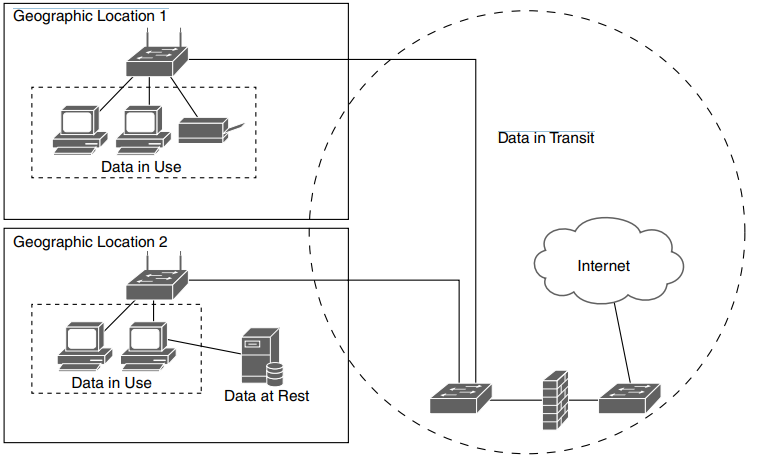 Geographic Location 1
Data in Use
Data in Transit
Geographic Location 2
Internet
Data in Use
Data at Rest